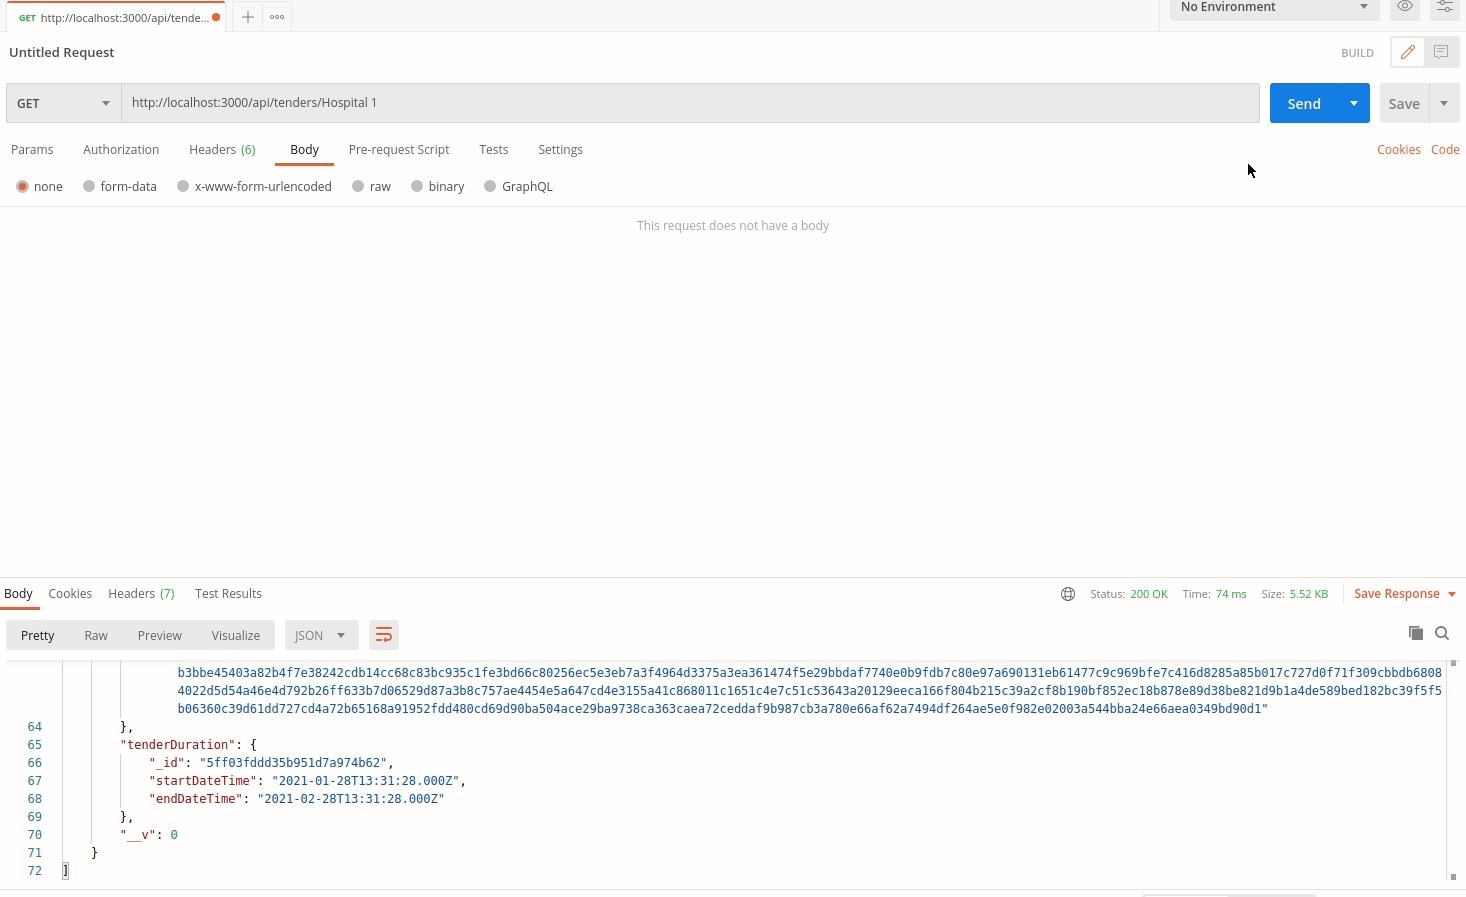 GET http://localhost:3000/api/tende...
No Environment
Untitled Request
BUILD
GET
http://localhost:3000/api/tenders/Hospital 1
Send
Save
Params
Authorization
Headers (6)
Body
Pre-request Script
Tests
Settings
Cookies
Code
none
form-data
x-www-form-urlencoded
raw
binary
GraphQL
This request does not have a body
Body
Cookies
Headers (7)
Test Results
Status: 200 OK
Time: 74 ms
Size: 5.52 KB
Save Response
Pretty
Raw
Preview
Visualize
JSON
b3bbe45403a82b4f7e38242cdb14cc68c83bc935c1fe3bd66c80256ec5e3eb7a3f4964d3375a3ea361474f5e29bbdaf7740e0b9fdb7c80e97a690131eb61477c9c969bfe7c416d8285a85b017c727d0f71f309cbbdb6808
4022d5d54a46e4d792b26ff633b7d06529d87a3b8c757ae4454e5a647cd4e3155a41c868011c1651c4e7c51c53643a20129eeca166f804b215c39a2cf8b190bf852ec18b878e89d38be821d9b1a4de589bed182bc39f5f5
b06360c39d61dd727cd4a72b65168a91952fdd480cd69d90ba504ace29ba9738ca363caea72ceddaf9b987cb3a780e66af62a7494df264ae5e0f982e02003a544bba24e66aea0349bd90d1"
64 },
65 "tenderDuration": {
66 "_id": "5ff03fddd35b951d7a974b62",
67 "startDateTime": "2021-01-28T13:31:28.000Z",
68 "endDateTime": "2021-02-28T13:31:28.000Z"
69 },
70 "__v": 0
71 }
72 ]